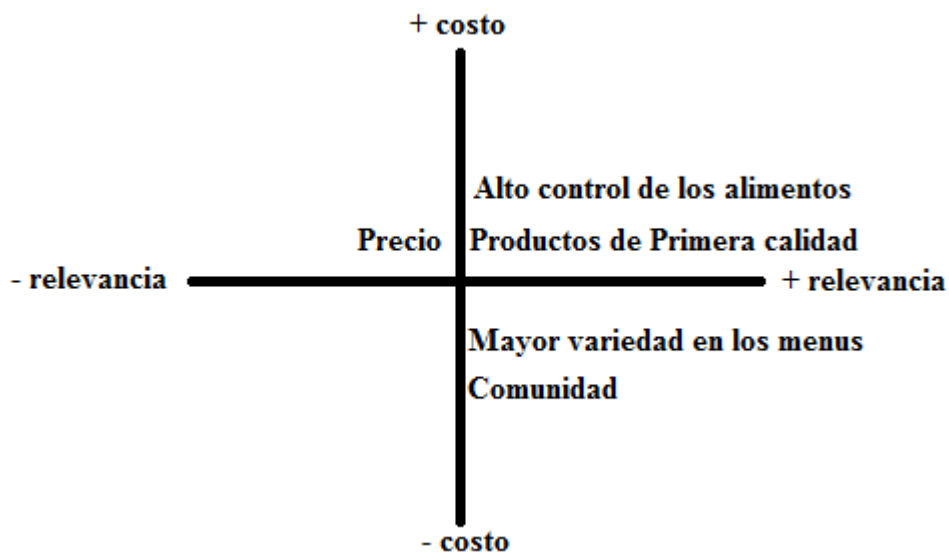 + costo
Alto control de los alimentos
Precio
Productos de Primera calidad
- relevancia
+ relevancia
Mayor variedad en los menus
Comunidad
- costo